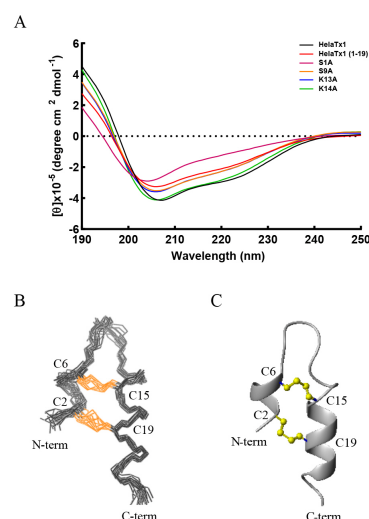 A
HelaTx1
HelaTx1 (1-19)
S1A
S9A
K13A
K14A
[θ]x10⁻⁵ (degree cm² dmol⁻¹)
6
4
2
0
-2
-4
-6
190 200 210 220 230 240 250
Wavelength (nm)
B
C6
C2
C15
C19
N-term
C-term
C
C6
C2
C15
C19
N-term
C-term